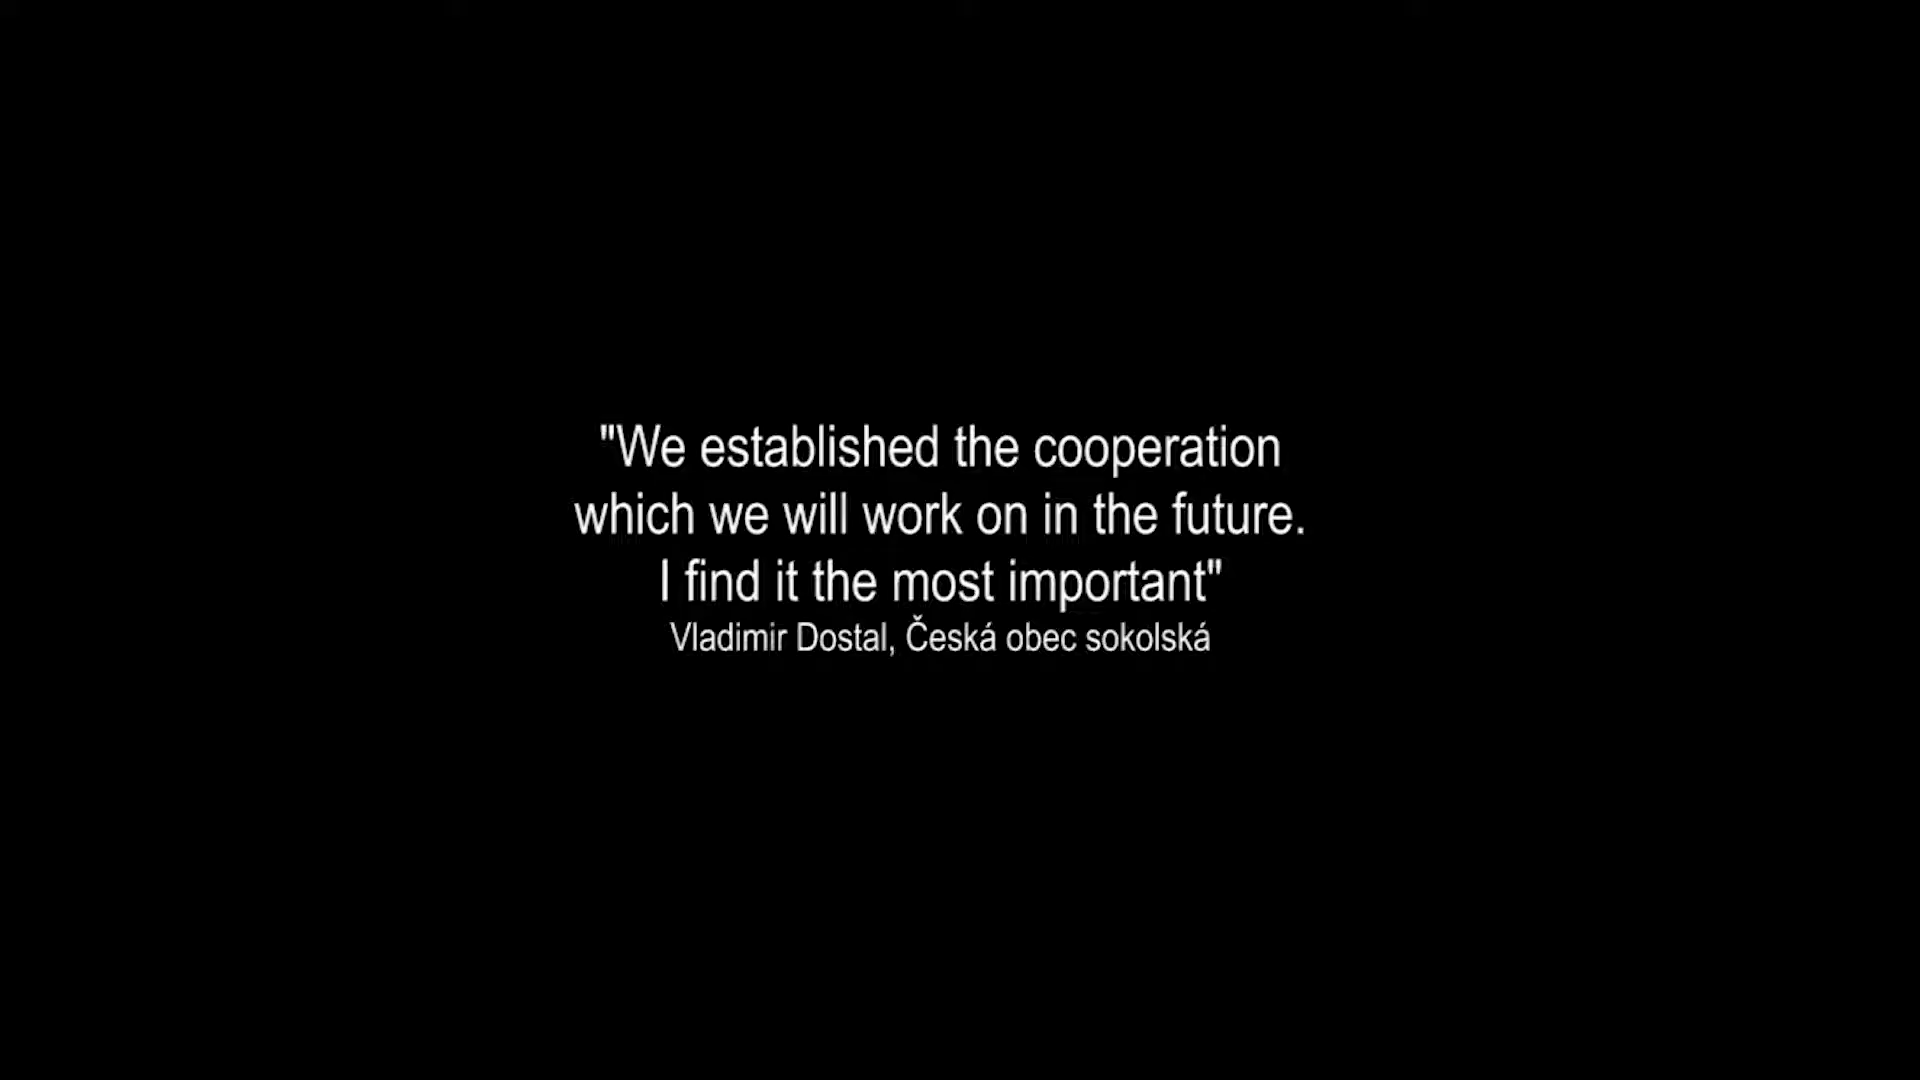 "We established the cooperation
which we will work on in the future.
I find it the most important"
Vladimir Dostal, Česká obec sokolská